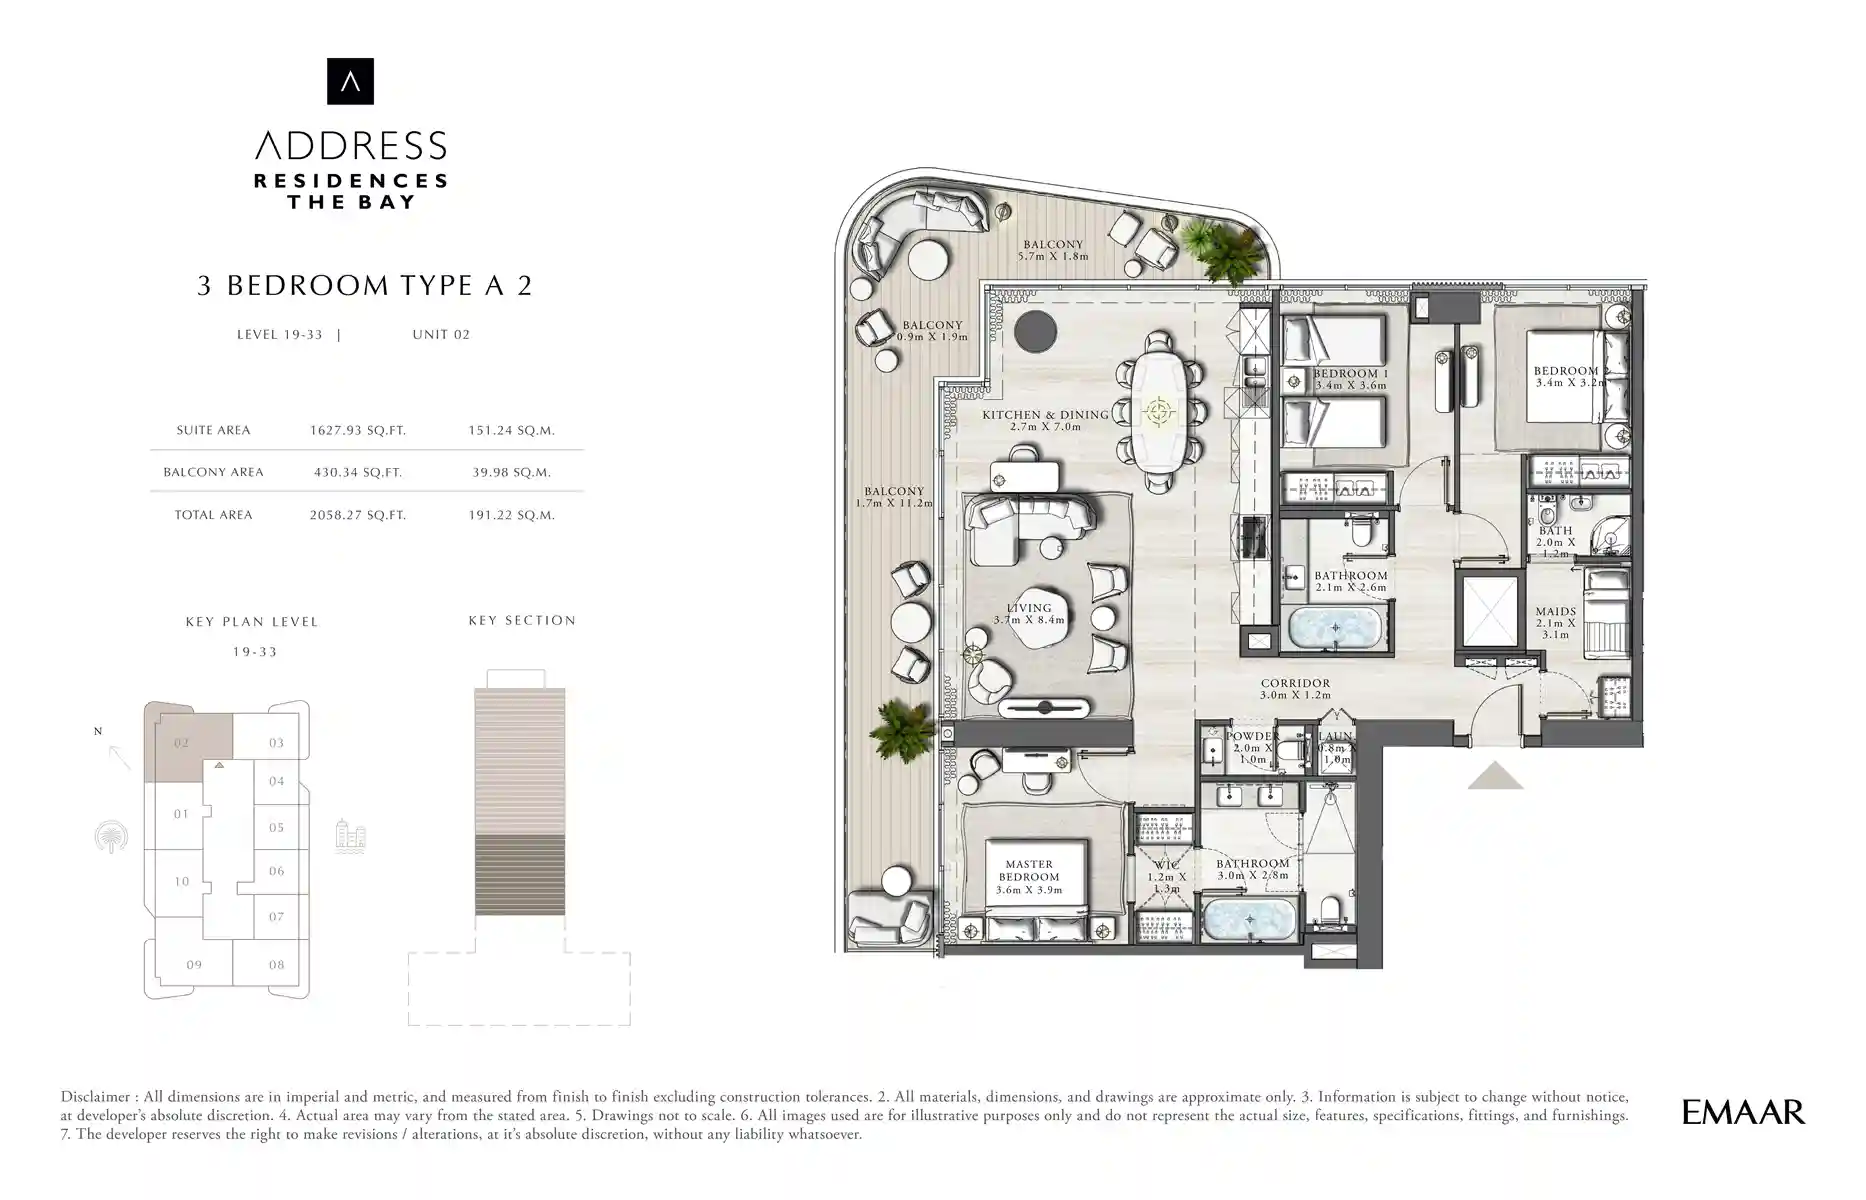 ADDRESS
RESIDENCES
THE BAY
3 BEDROOM TYPE A 2
LEVEL 19-33 | UNIT 02
SUITE AREA 1627.93 SQ.FT. 151.24 SQ.M.
BALCONY AREA 430.34 SQ.FT. 39.98 SQ.M.
TOTAL AREA 2058.27 SQ.FT. 191.22 SQ.M.
KEY PLAN LEVEL
19-33
KEY SECTION
N
02
03
04
01
05
06
10
07
09
08
BALCONY
5.7m X 1.8m
BALCONY
0.9m X 1.9m
BALCONY
1.7m X 11.2m
KITCHEN & DINING
2.7m X 7.0m
LIVING
3.7m X 8.4m
BEDROOM 1
3.4m X 3.6m
BEDROOM 2
3.4m X 3.2m
BATH
2.0m X
1.2m
BATHROOM
2.1m X 2.6m
MAIDS
2.1m X
3.1m
CORRIDOR
3.0m X 1.2m
POWDER
2.0m X
1.0m
LAUN.
0.8m X
1.0m
MASTER
BEDROOM
3.6m X 3.9m
WIC
1.2m X
1.3m
BATHROOM
3.0m X 2.8m
Disclaimer : All dimensions are in imperial and metric, and measured from finish to finish excluding construction tolerances. 2. All materials, dimensions, and drawings are approximate only. 3. Information is subject to change without notice,
at developer's absolute discretion. 4. Actual area may vary from the stated area. 5. Drawings not to scale. 6. All images used are for illustrative purposes only and do not represent the actual size, features, specifications, fittings, and furnishings.
7. The developer reserves the right to make revisions / alterations, at it's absolute discretion, without any liability whatsoever.
EMAAR